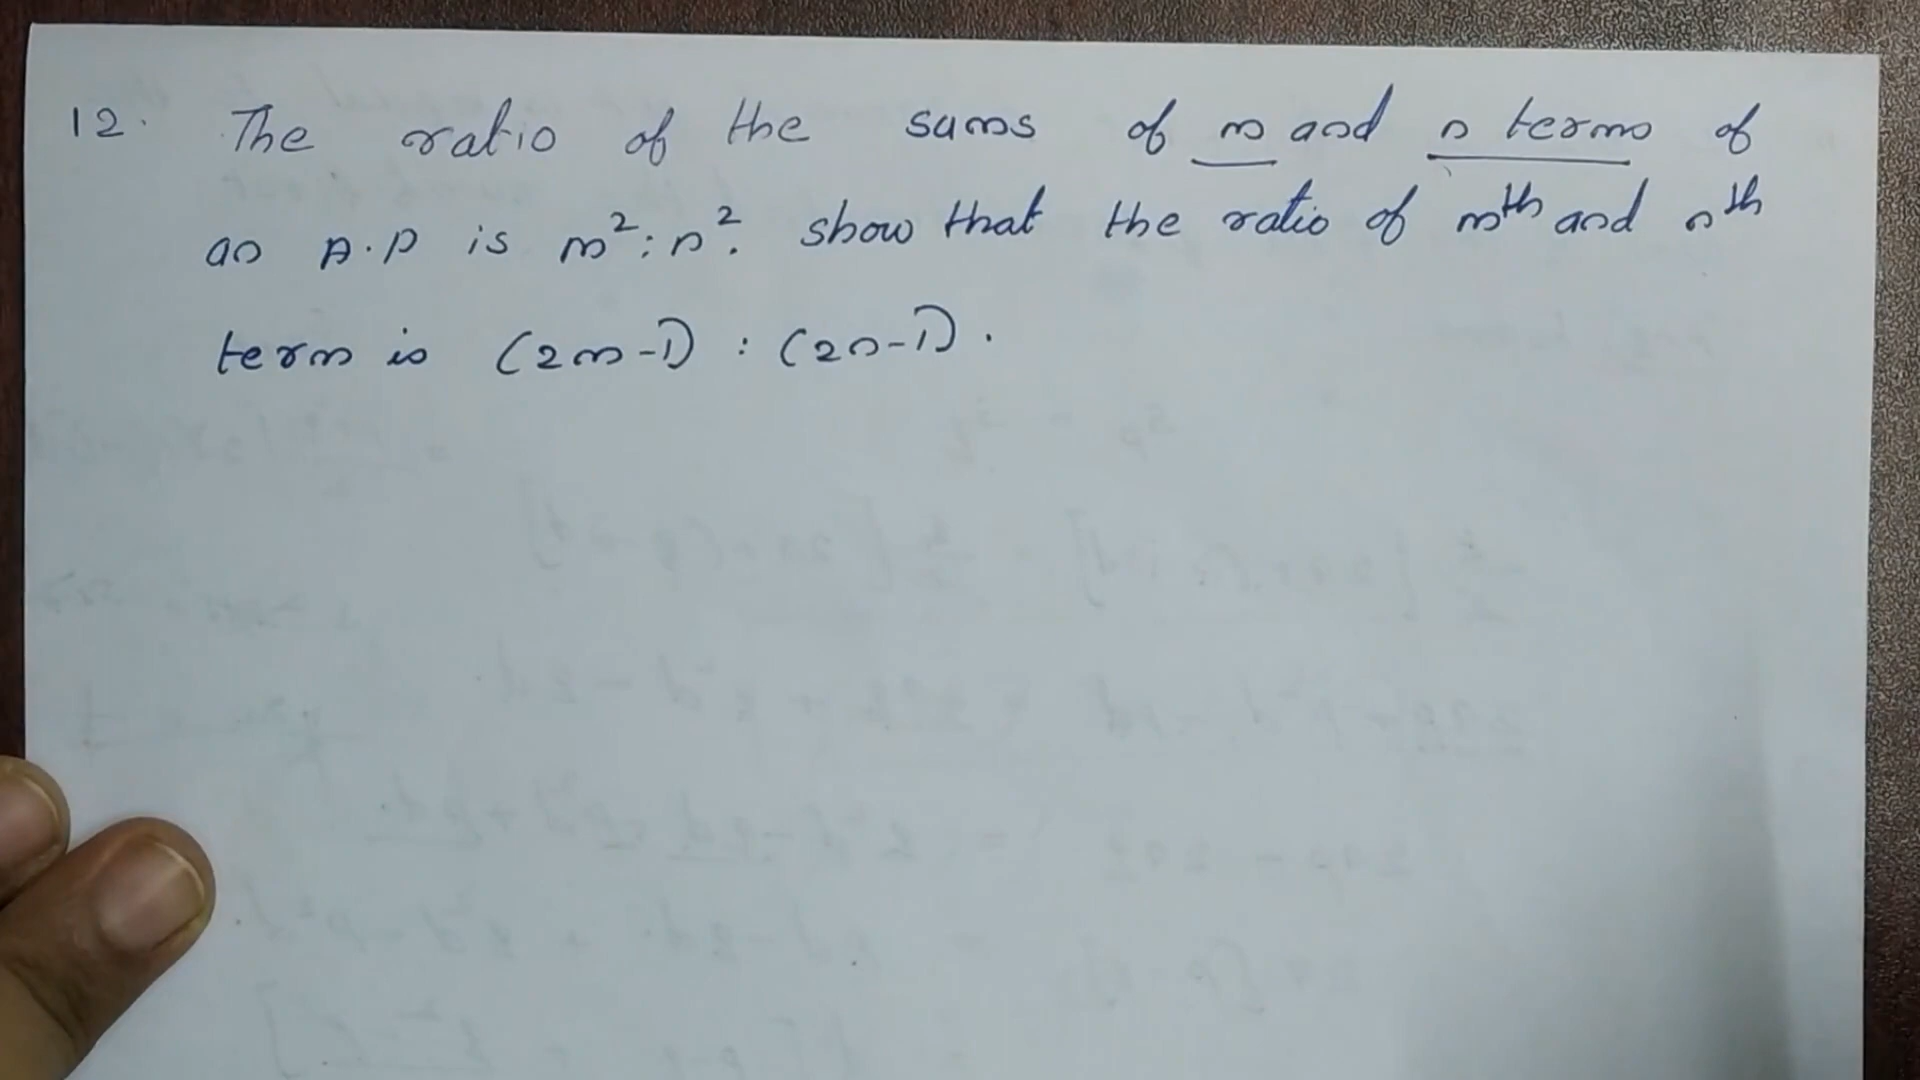 12. The ratio of the sums of m and n terms of
an A.P is m²:n². show that the ratio of mth and nth
term is (2m-1) : (2n-1).